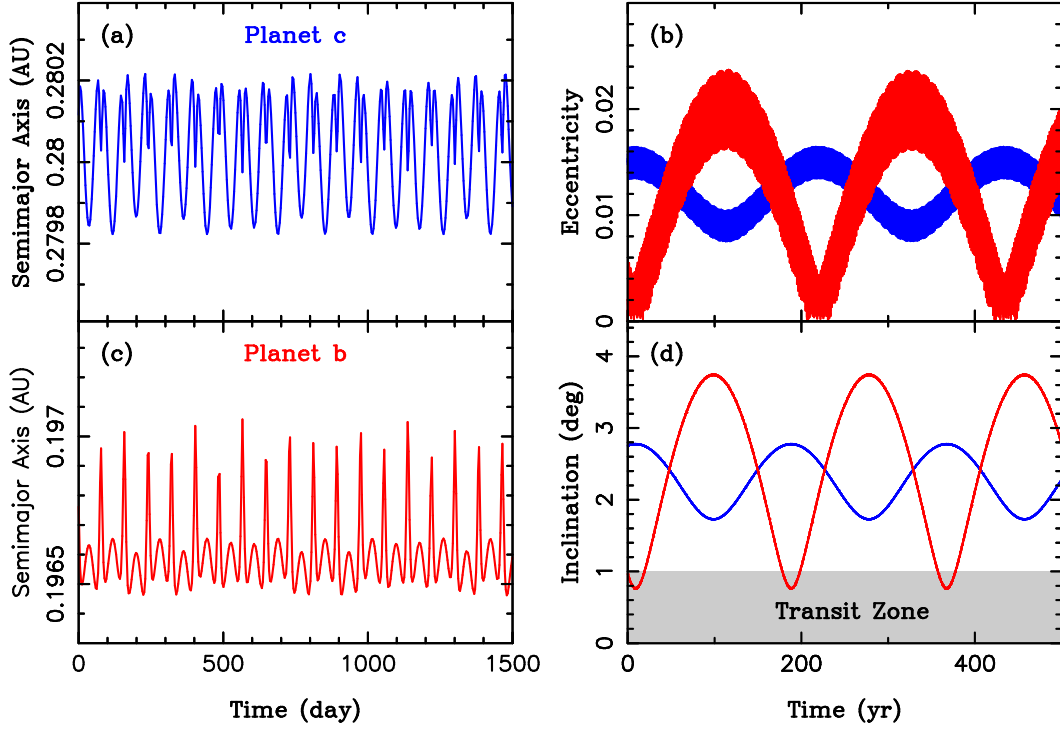 (a)
Planet c
Semimajor Axis (AU)
0.2802
0.28
0.2798
(b)
Eccentricity
0.02
0.01
0
(c)
Planet b
Semimajor Axis (AU)
0.197
0.1965
0
500
1000
1500
Time (day)
(d)
Inclination (deg)
4
3
2
1
0
Transit Zone
0
200
400
Time (yr)